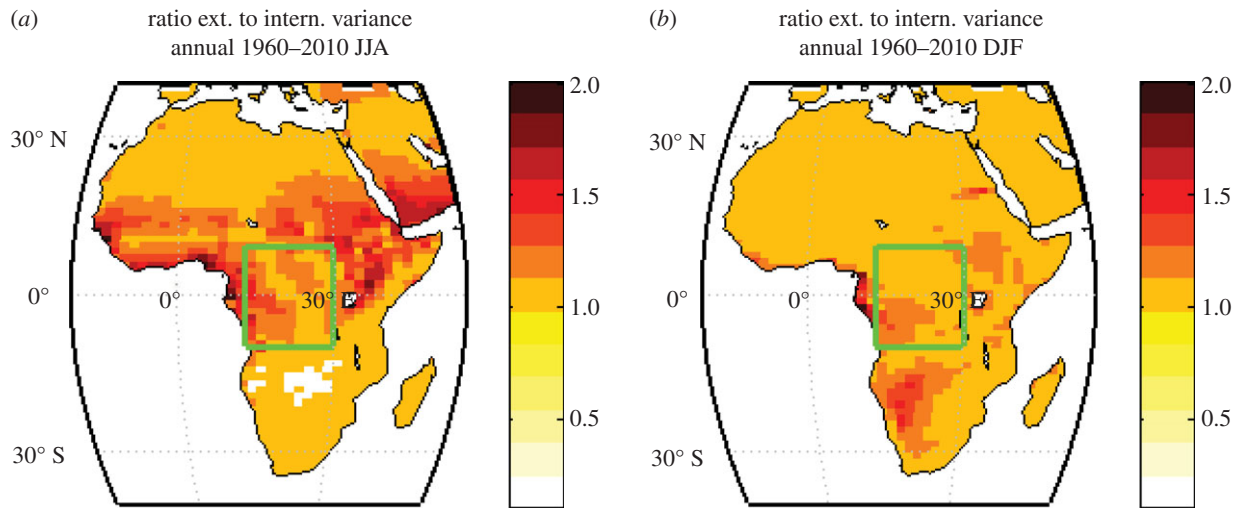 (a)
ratio ext. to intern. variance
annual 1960–2010 JJA
30° N
0°
30° S
0°
30° E
2.0
1.5
1.0
0.5
(b)
ratio ext. to intern. variance
annual 1960–2010 DJF
30° N
0°
30° S
0°
30° E
2.0
1.5
1.0
0.5